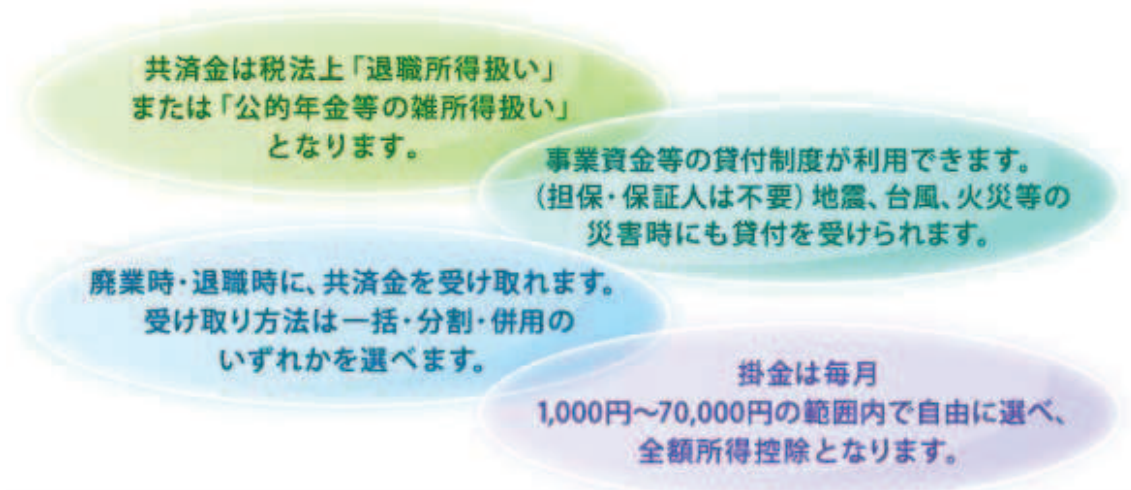 共済金は税法上「退職所得扱い」
または「公的年金等の雑所得扱い」
となります。
事業資金等の貸付制度が利用できます。
(担保・保証人は不要)地震、台風、火災等の
災害時にも貸付を受けられます。
廃業時・退職時に、共済金を受け取れます。
受け取り方法は一括・分割・併用の
いずれかを選べます。
掛金は毎月
1,000円～70,000円の範囲内で自由に選べ、
全額所得控除となります。